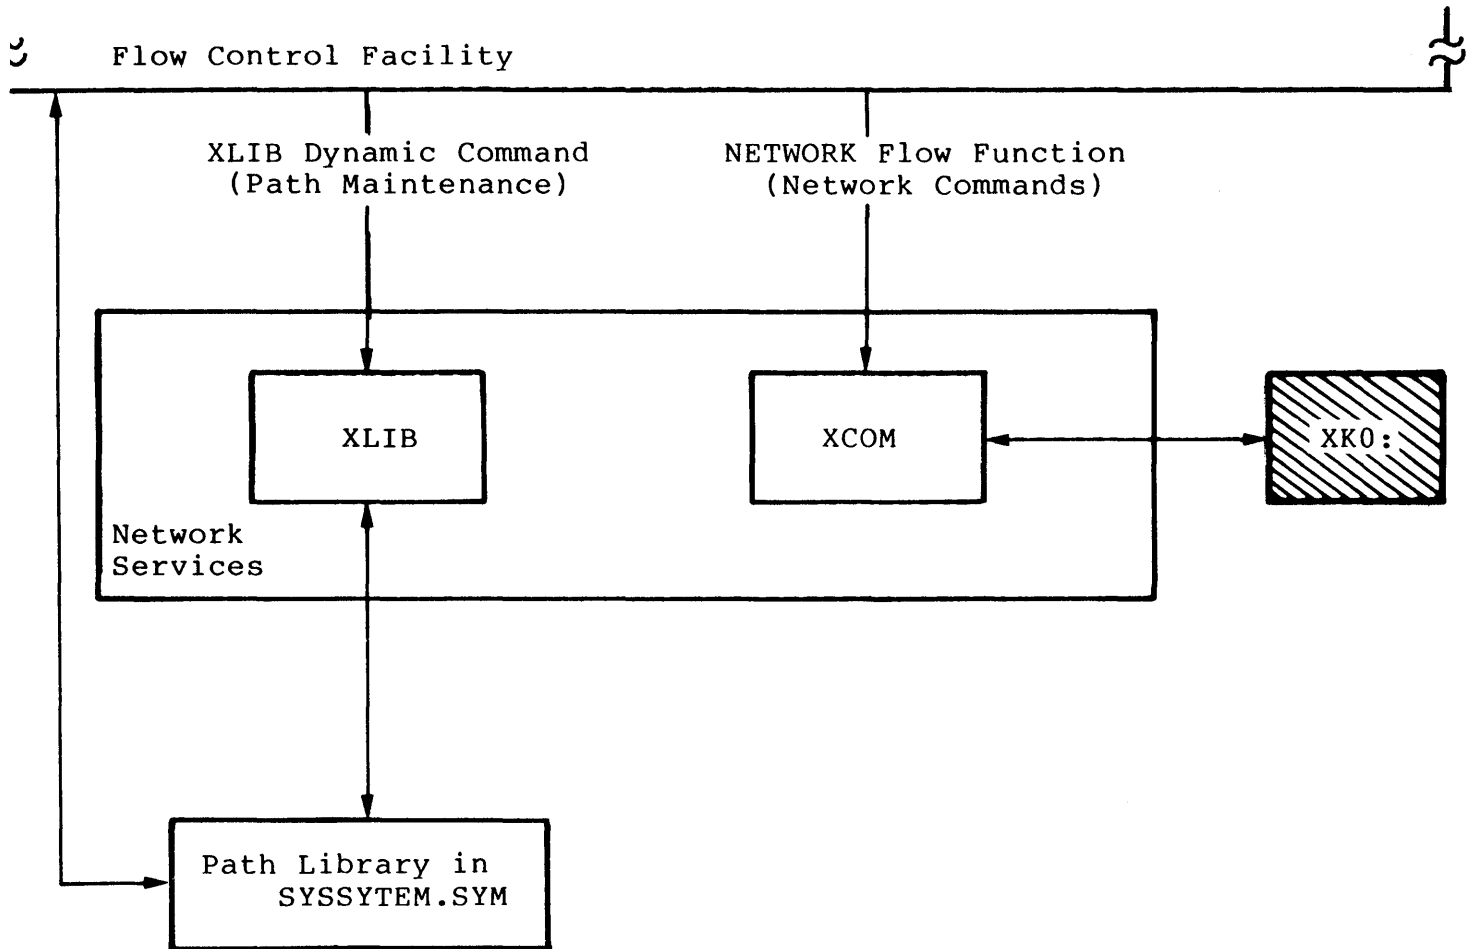 Flow Control Facility
XLIB Dynamic Command
(Path Maintenance)
NETWORK Flow Function
(Network Commands)
XLIB
XCOM
XK0:
Network
Services
Path Library in
SYSSYTEM.SYM